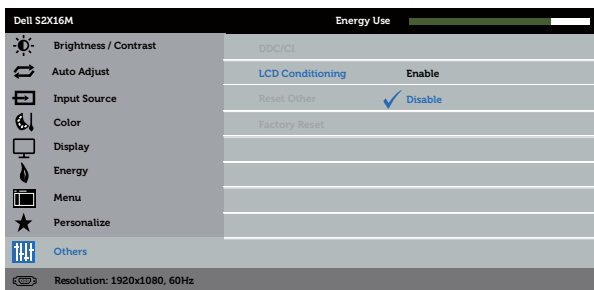 Dell S2X16M Energy Use
Brightness / Contrast DDC/CI
Auto Adjust LCD Conditioning Enable
Input Source Reset Other Disable
Color Factory Reset
Display
Energy
Menu
Personalize
Others
Resolution: 1920x1080, 60Hz